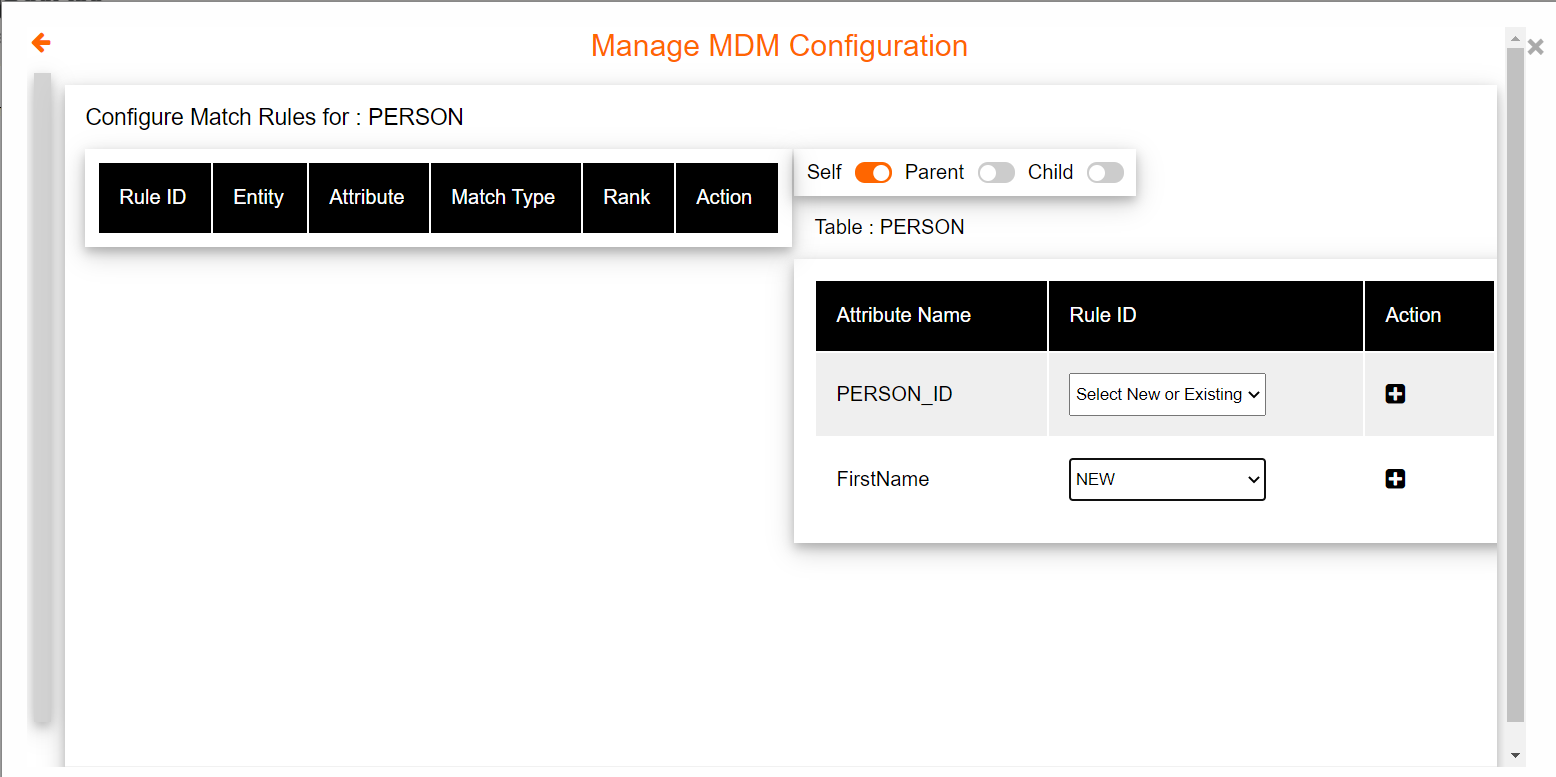 Manage MDM Configuration
Configure Match Rules for : PERSON
Rule ID Entity Attribute Match Type Rank Action
Self Parent Child
Table : PERSON
Attribute Name Rule ID Action
PERSON_ID Select New or Existing
FirstName NEW